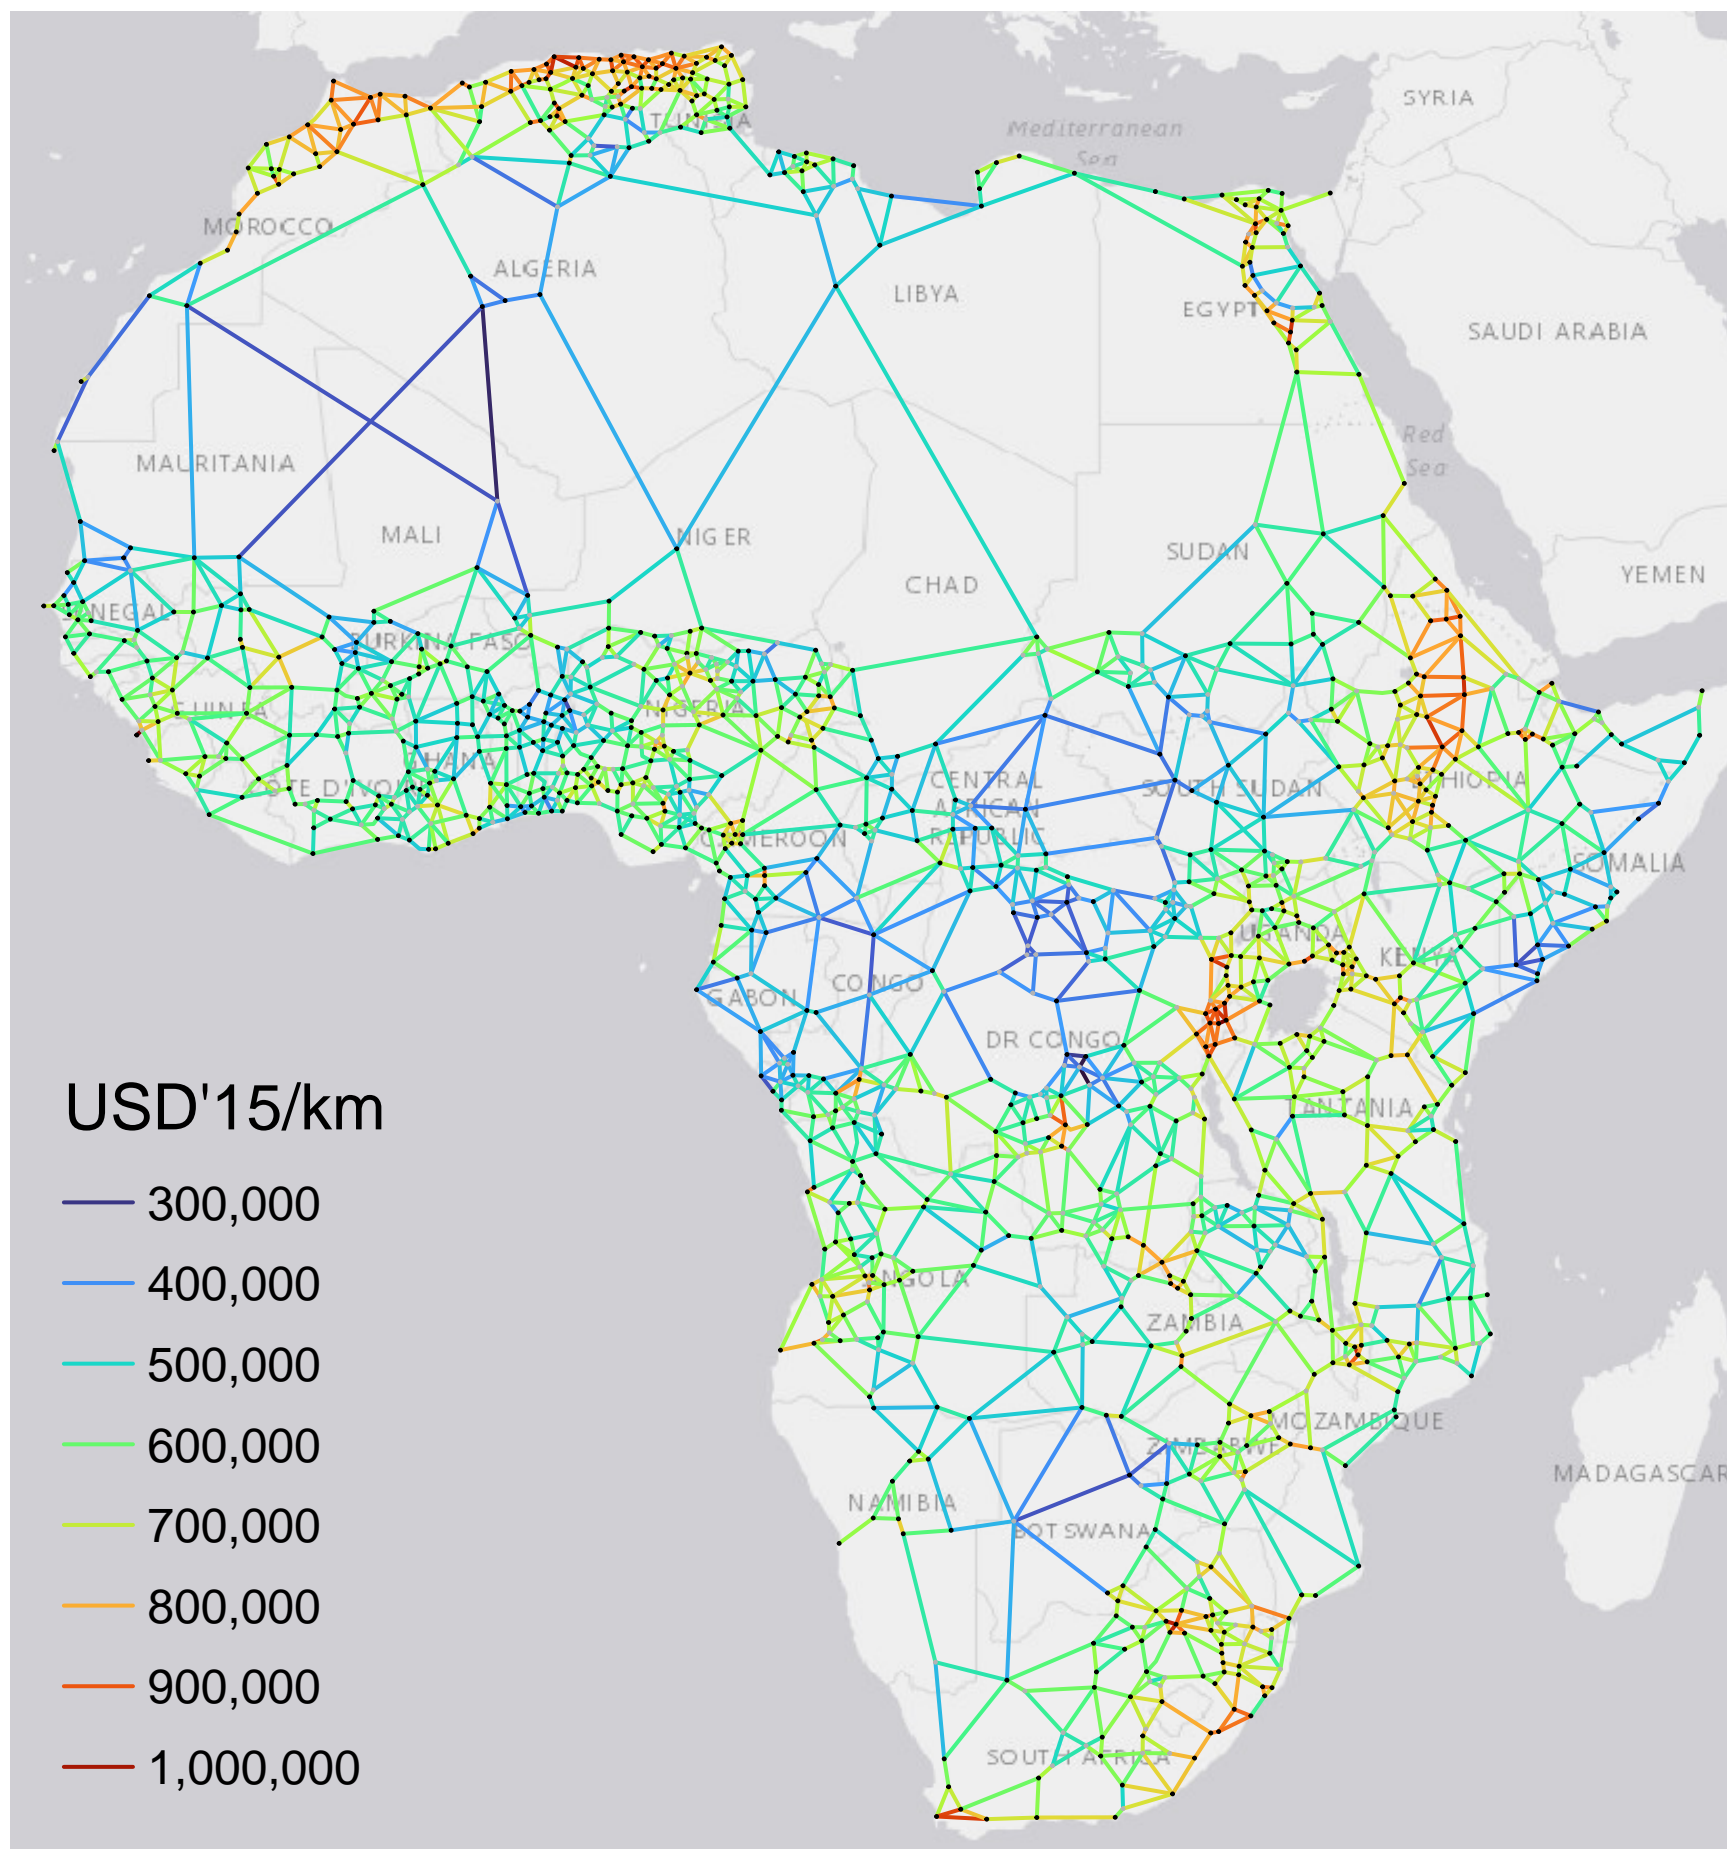 SYRIA
Mediterranean
Sea
TUNISIA
MOROCCO
ALGERIA
LIBYA
EGYPT
SAUDI ARABIA
Red
Sea
MAURITANIA
MALI
NIGER
SUDAN
CHAD
YEMEN
SENEGAL
BURKINA FASO
GUINEA
NIGERIA
GHANA
CÔTE D'IVOI
CENTRAL
AFRICAN
REPUBLIC
SOUTH SUDAN
ETHIOPIA
CAMEROON
SOMALIA
UGANDA
KENYA
GABON
CONGO
DR CONGO
USD'15/km
TANZANIA
300,000
ANGOLA
400,000
ZAMBIA
500,000
MOZAMBIQUE
600,000
ZIMBABWE
MADAGASCAR
NAMIBIA
700,000
BOTSWANA
800,000
900,000
SOUTH AFRICA
1,000,000